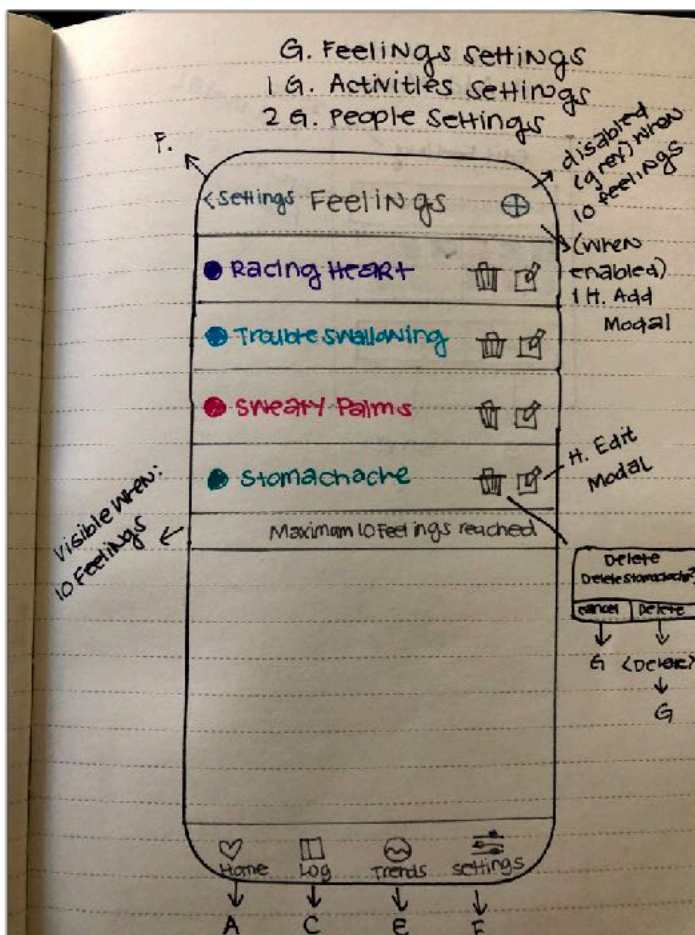 G. Feelings settings
1 G. Activities settings
2 G. People settings
F.
disabled
(grey) when
10 feelings
<Settings Feelings
(when
enabled)
1 H. Add
Modal
Racing Heart
Trouble swallowing
Sweaty Palms
Stomachache
H. Edit
Modal
Visible when:
10 Feelings
Maximum 10 Feelings reached
Delete
Delete Stomachache?
cancel Delete
G (Delete)
G
Home Log Trends settings
A C E F